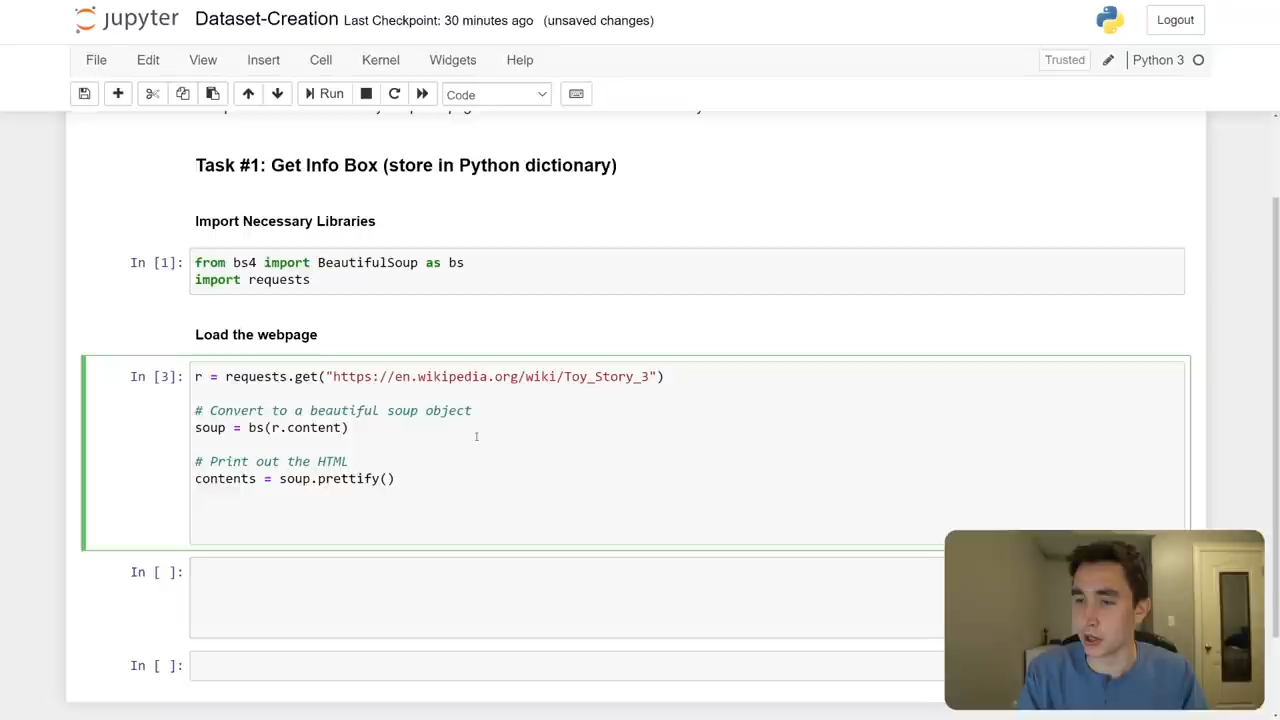 jupyter Dataset-Creation Last Checkpoint: 30 minutes ago (unsaved changes) Logout
File Edit View Insert Cell Kernel Widgets Help Trusted Python 3
Run Code
Task #1: Get Info Box (store in Python dictionary)
Import Necessary Libraries
In [1]: from bs4 import BeautifulSoup as bs
import requests
Load the webpage
In [3]: r = requests.get("https://en.wikipedia.org/wiki/Toy_Story_3")
# Convert to a beautiful soup object
soup = bs(r.content)
# Print out the HTML
contents = soup.prettify()
In [ ]:
In [ ]: